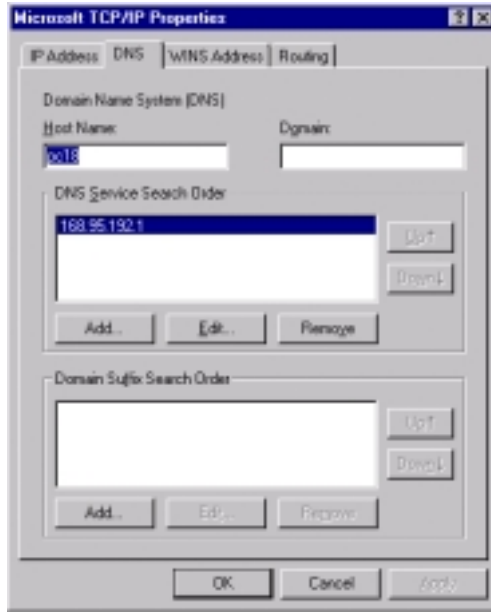 Microsoft TCP/IP Properties
IP Address DNS WINS Address Routing
Domain Name System (DNS)
Host Name: Domain:
pc18
DNS Service Search Order
168.95.192.1
Up↑
Down↓
Add... Edit... Remove
Domain Suffix Search Order
Up↑
Down↓
Add... Edit... Remove
OK Cancel Apply